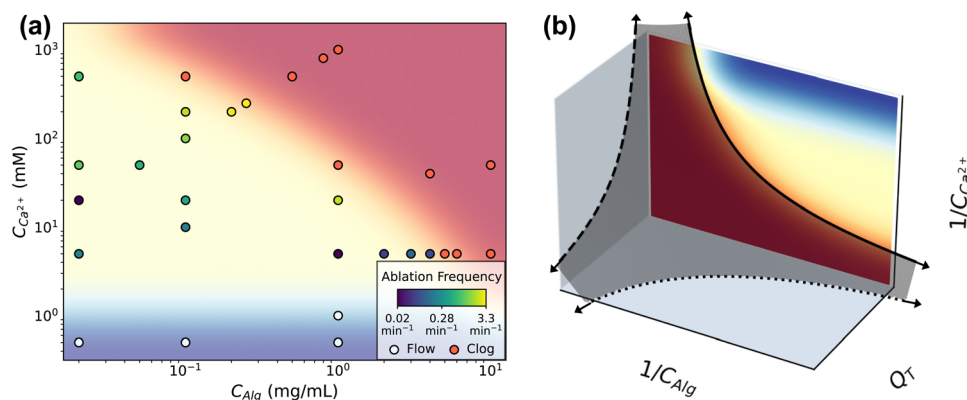 (a)
10³
10²
10¹
10⁰
C_Ca²⁺ (mM)
Ablation Frequency
0.02 0.28 3.3
min⁻¹ min⁻¹ min⁻¹
Flow Clog
10⁻¹ 10⁰ 10¹
C_Alg (mg/mL)
(b)
1/C_Ca²⁺
1/C_Alg
Q_T